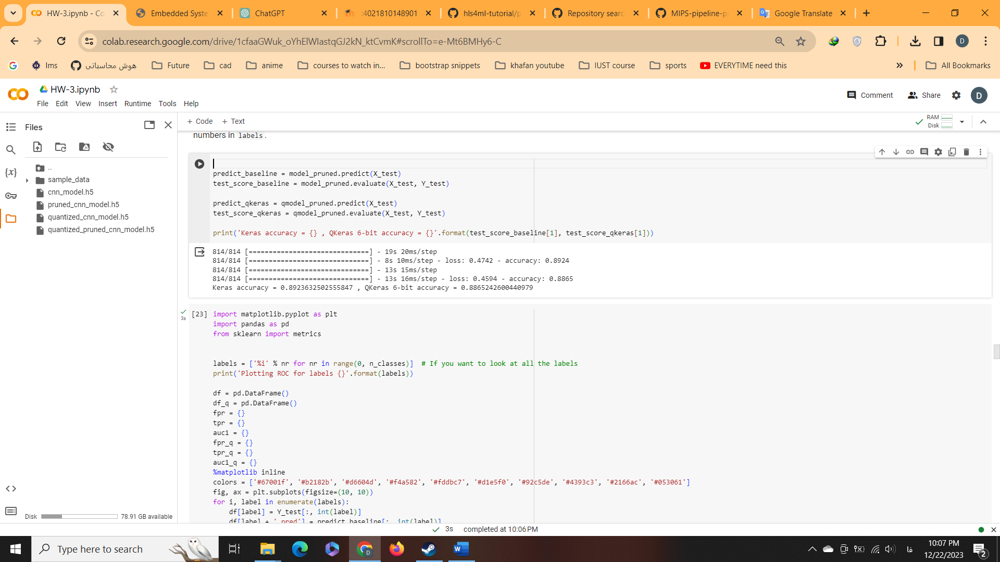 HW-3.ipynb - Co
Embedded Syste
ChatGPT
:4021810148901
hls4ml-tutorial/p
Repository searc
MIPS-pipeline-p
Google Translate
colab.research.google.com/drive/1cfaaGWuk_oYhElWIastqGJ2kN_ktCvmK#scrollTo=e-Mt6BMHy6-C
D
lms
هوش محاسباتی
Future
cad
anime
courses to watch in...
bootstrap snippets
khafan youtube
IUST course
sports
EVERYTIME need this
All Bookmarks
HW-3.ipynb
File Edit View Insert Runtime Tools Help
Comment
Share
D
Files
+ Code + Text
RAM
Disk
numbers in labels.
..
sample_data
cnn_model.h5
pruned_cnn_model.h5
quantized_cnn_model.h5
quantized_pruned_cnn_model.h5
{x}
predict_baseline = model_pruned.predict(X_test)
test_score_baseline = model_pruned.evaluate(X_test, Y_test)
predict_qkeras = qmodel_pruned.predict(X_test)
test_score_qkeras = qmodel_pruned.evaluate(X_test, Y_test)
print('Keras accuracy = {} , QKeras 6-bit accuracy = {}'.format(test_score_baseline[1], test_score_qkeras[1]))
814/814 [==============================] - 19s 20ms/step
814/814 [==============================] - 8s 10ms/step - loss: 0.4742 - accuracy: 0.8924
814/814 [==============================] - 13s 15ms/step
814/814 [==============================] - 13s 16ms/step - loss: 0.4594 - accuracy: 0.8865
Keras accuracy = 0.8923632502555847 , QKeras 6-bit accuracy = 0.8865242600440979
3s
[23] import matplotlib.pyplot as plt
import pandas as pd
from sklearn import metrics
labels = ['%i' % nr for nr in range(0, n_classes)]  # If you want to look at all the labels
print('Plotting ROC for labels {}'.format(labels))
df = pd.DataFrame()
df_q = pd.DataFrame()
fpr = {}
tpr = {}
auc1 = {}
fpr_q = {}
tpr_q = {}
auc1_q = {}
%matplotlib inline
colors = ['#67001f', '#b2182b', '#d6604d', '#f4a582', '#fddbc7', '#d1e5f0', '#92c5de', '#4393c3', '#2166ac', '#053061']
fig, ax = plt.subplots(figsize=(10, 10))
for i, label in enumerate(labels):
df[label] = Y_test[:, int(label)]
df[label + '_pred'] = predict_baseline[:, int(label)]
Disk
78.91 GB available
3s completed at 10:06 PM
Type here to search
فا
10:07 PM
12/22/2023
2